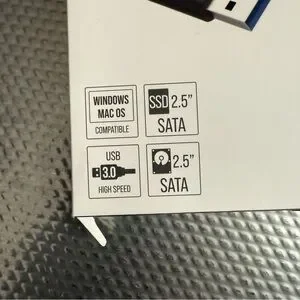 WINDOWS
MAC OS
COMPATIBLE
SSD 2.5"
SATA
USB
3.0
HIGH SPEED
2.5"
SATA